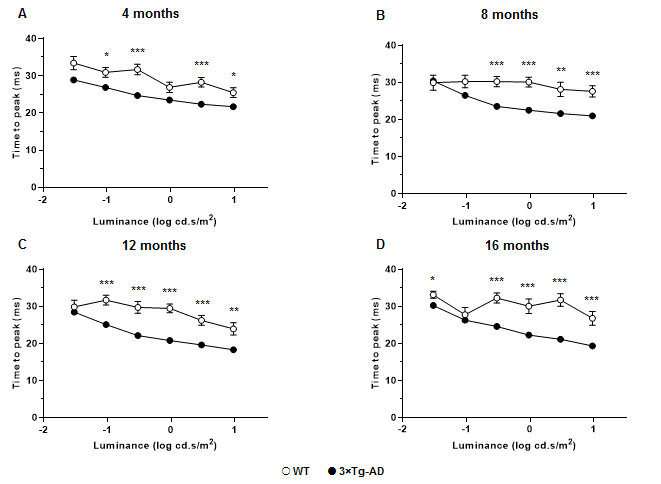 A
4 months
Time to peak (ms)
40
30
20
10
0
* *** *** *
-2 -1 0 1
Luminance (log cd.s/m²)
B
8 months
Time to peak (ms)
40
30
20
10
0
*** *** ** ***
-2 -1 0 1
Luminance (log cd.s/m²)
C
12 months
Time to peak (ms)
40
30
20
10
0
*** *** *** *** **
-2 -1 0 1
Luminance (log cd.s/m²)
D
16 months
Time to peak (ms)
40
30
20
10
0
* *** *** *** ***
-2 -1 0 1
Luminance (log cd.s/m²)
WT 3×Tg-AD